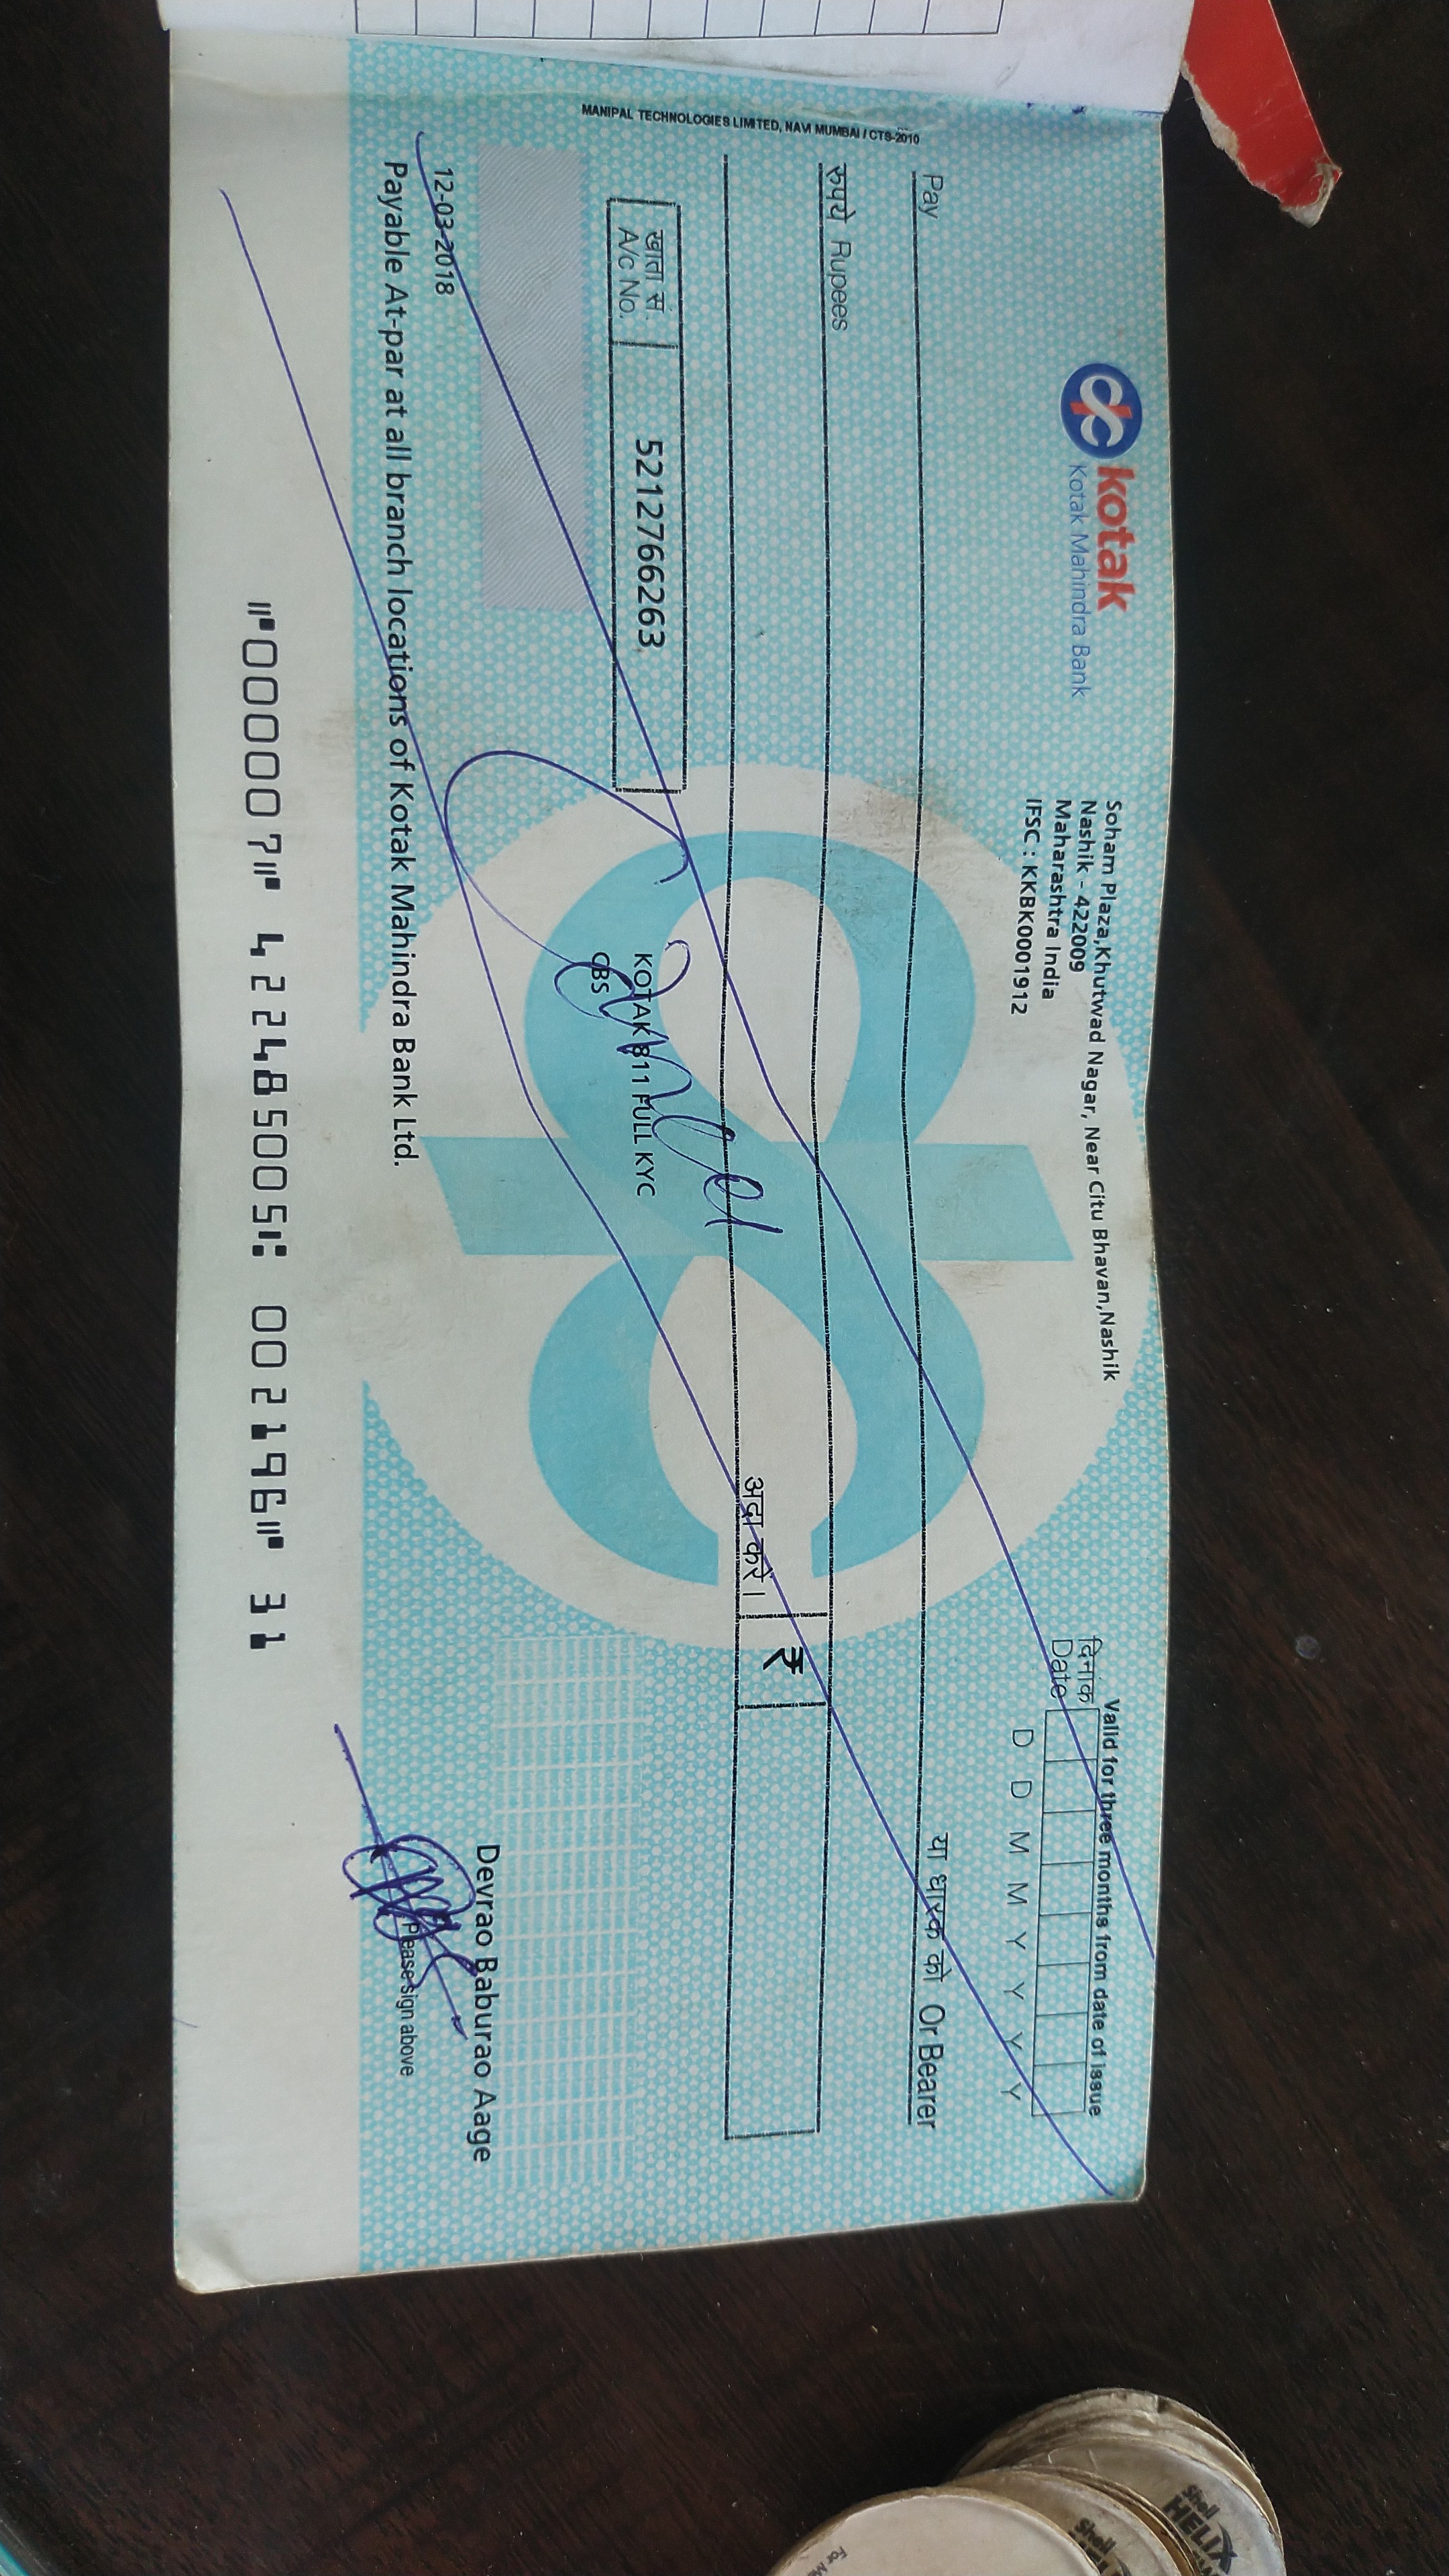 kotak
Kotak Mahindra Bank
Soham Plaza,Khutwad Nagar, Near Citu Bhavan,Nashik
Nashik - 422009
Maharashtra India
IFSC : KKBK0001912
Valid for three months from date of issue
दिनांक
Date
D D M M Y Y Y Y
Pay
या धारक को Or Bearer
रुपये Rupees
अदा करें। ₹
खाता सं.
A/c No.
5212766263
KOTAK 811 FULL KYC
CBS
Cancelled
MANIPAL TECHNOLOGIES LIMITED, NAVI MUMBAI / CTS-2010
Devrao Baburao Aage
Please sign above
12-03-2018
Payable At-par at all branch locations of Kotak Mahindra Bank Ltd.
⑈000007⑈ 422485005⑆ 002196⑈ 31
Shell
HELIX
Shell